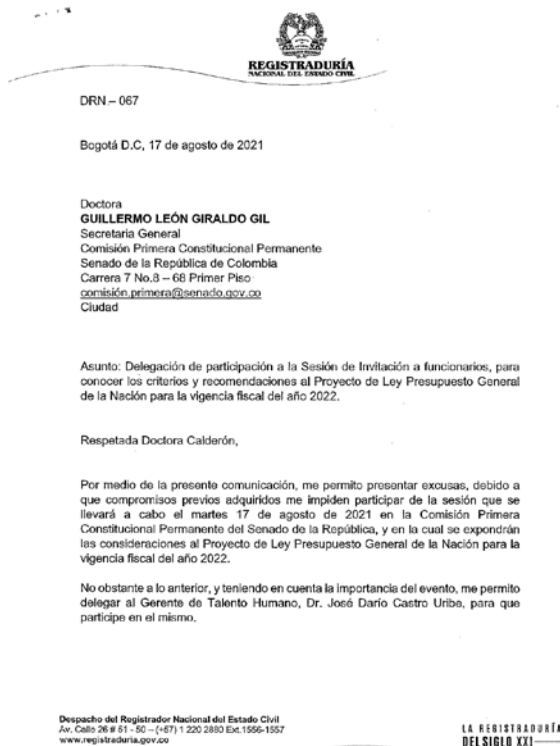 REGISTRADURÍA
NACIONAL DEL ESTADO CIVIL
DRN – 067
Bogotá D.C, 17 de agosto de 2021
Doctora
GUILLERMO LEÓN GIRALDO GIL
Secretaria General
Comisión Primera Constitucional Permanente
Senado de la República de Colombia
Carrera 7 No.8 – 68 Primer Piso
comisión.primera@senado.gov.co
Ciudad
Asunto: Delegación de participación a la Sesión de Invitación a funcionarios, para
conocer los criterios y recomendaciones al Proyecto de Ley Presupuesto General
de la Nación para la vigencia fiscal del año 2022.
Respetada Doctora Calderón,
Por medio de la presente comunicación, me permito presentar excusas, debido a
que compromisos previos adquiridos me impiden participar de la sesión que se
llevará a cabo el martes 17 de agosto de 2021 en la Comisión Primera
Constitucional Permanente del Senado de la República, y en la cual se expondrán
las consideraciones al Proyecto de Ley Presupuesto General de la Nación para la
vigencia fiscal del año 2022.
No obstante a lo anterior, y teniendo en cuenta la importancia del evento, me permito
delegar al Gerente de Talento Humano, Dr. José Darío Castro Uribe, para que
participe en el mismo.
Despacho del Registrador Nacional del Estado Civil
Av. Calle 26 # 51 - 50 – (+57) 1 220 2880 Ext.1556-1557
www.registraduria.gov.co
LA REGISTRADURÍA
DEL SIGLO XXI